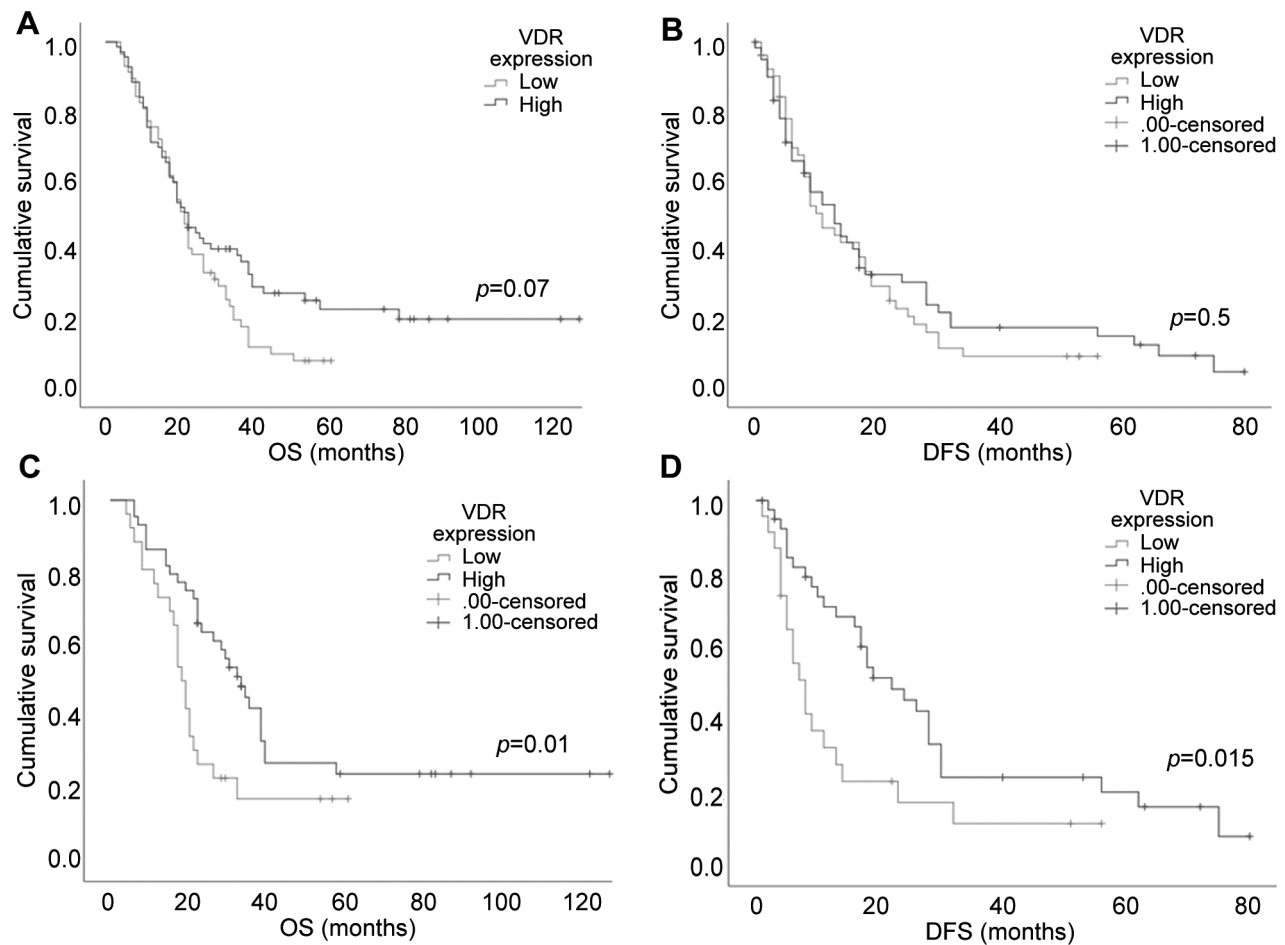 A
VDR
expression
Low
High
Cumulative survival
1.0
0.8
0.6
0.4
0.2
0.0
p=0.07
0 20 40 60 80 100 120
OS (months)
B
VDR
expression
Low
High
.00-censored
1.00-censored
Cumulative survival
1.0
0.8
0.6
0.4
0.2
0.0
p=0.5
0 20 40 60 80
DFS (months)
C
VDR
expression
Low
High
.00-censored
1.00-censored
Cumulative survival
1.0
0.8
0.6
0.4
0.2
0.0
p=0.01
0 20 40 60 80 100 120
OS (months)
D
VDR
expression
Low
High
.00-censored
1.00-censored
Cumulative survival
1.0
0.8
0.6
0.4
0.2
0.0
p=0.015
0 20 40 60 80
DFS (months)